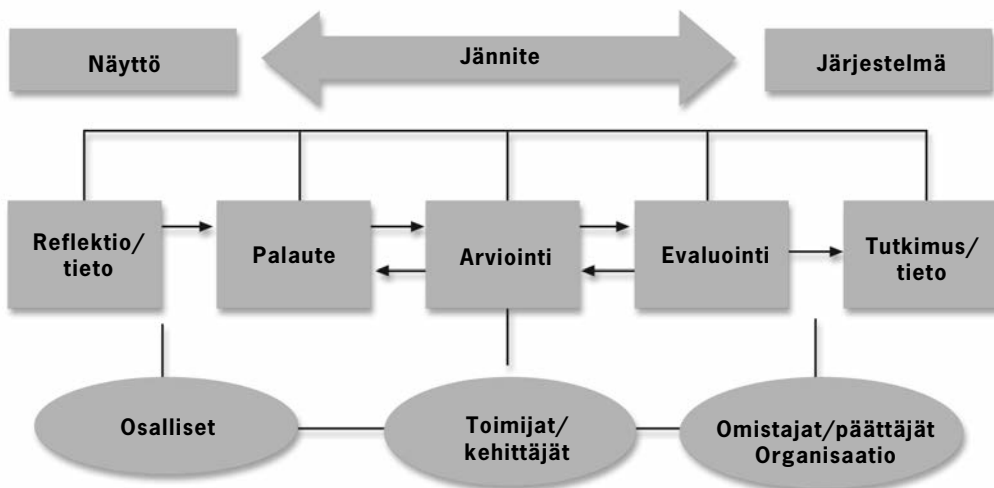 Näyttö
Jännite
Järjestelmä
Reflektio/
tieto
Palaute
Arviointi
Evaluointi
Tutkimus/
tieto
Osalliset
Toimijat/
kehittäjät
Omistajat/päättäjät
Organisaatio